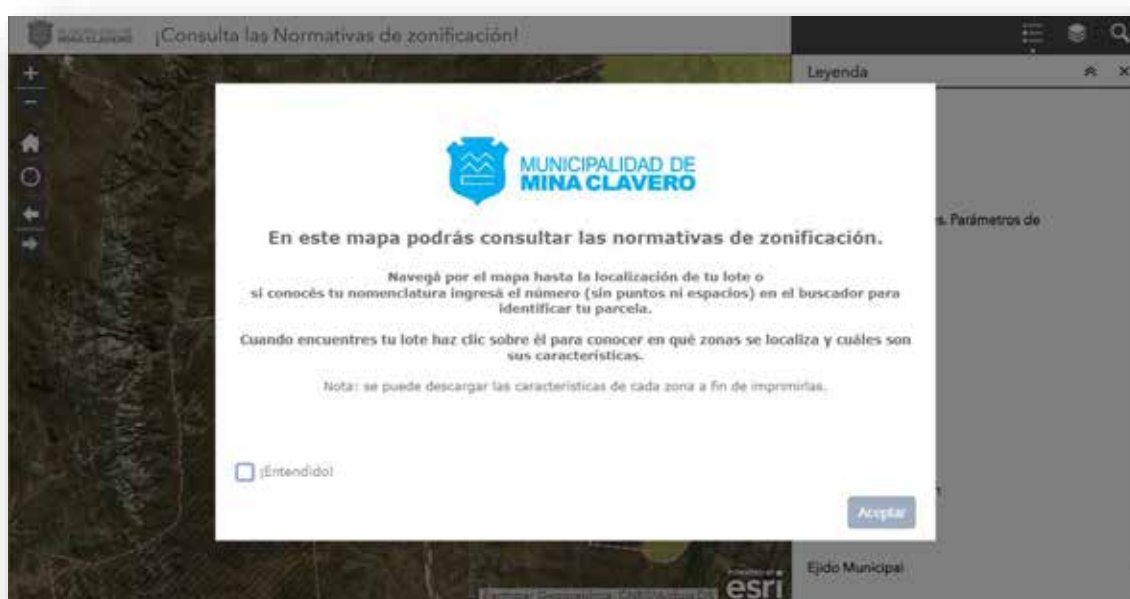 ¡Consulta las Normativas de zonificación!
Leyenda
s. Parámetros de
MUNICIPALIDAD DE
MINA CLAVERO
En este mapa podrás consultar las normativas de zonificación.
Navegá por el mapa hasta la localización de tu lote o
si conocés tu nomenclatura ingresá el número (sin puntos ni espacios) en el buscador para
identificar tu parcela.
Cuando encuentres tu lote haz clic sobre él para conocer en qué zonas se localiza y cuáles son
sus características.
Nota: se puede descargar las características de cada zona a fin de imprimirlas.
¡Entendido!
Aceptar
Ejido Municipal
esri